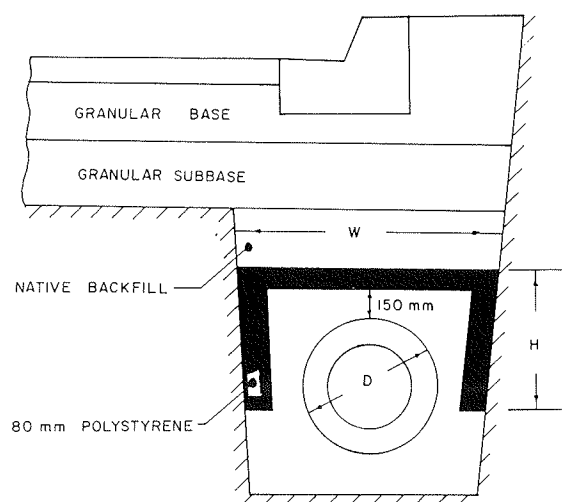 GRANULAR BASE
GRANULAR SUBBASE
W
NATIVE BACKFILL
150 mm
H
D
80 mm POLYSTYRENE